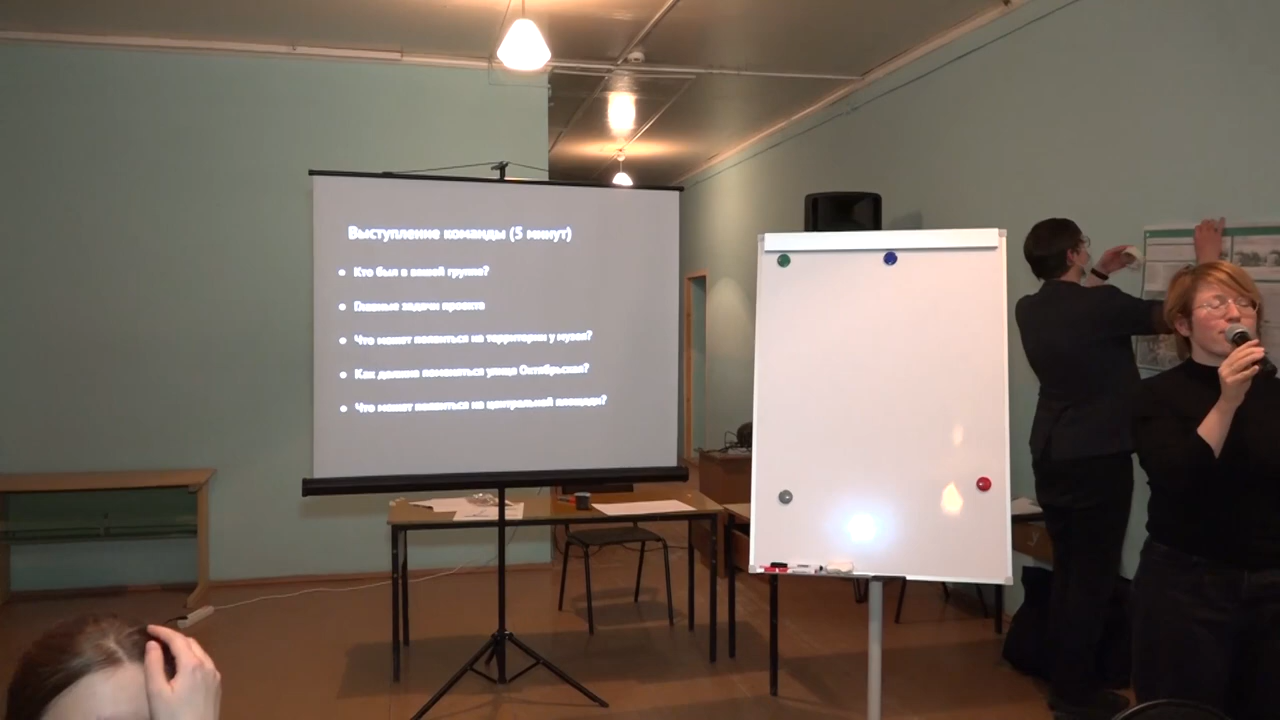 Выступление команды (5 минут)
Кто был в вашей группе?
Главные задачи проекта
Что может появиться на территории у музея?
Как должна поменяться улица Октябрьская?
Что может появиться на центральной площади?